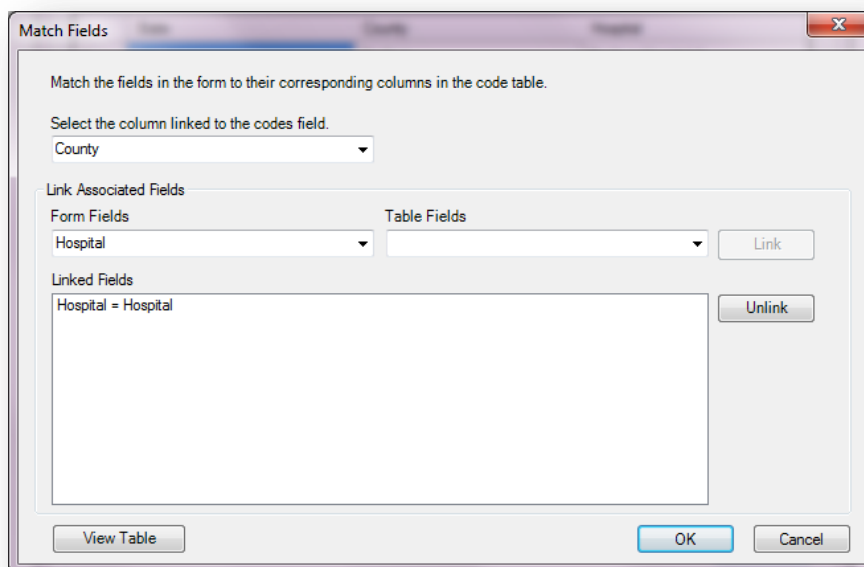 Match Fields
Match the fields in the form to their corresponding columns in the code table.
Select the column linked to the codes field.
County
Link Associated Fields
Form Fields Table Fields
Hospital Link
Linked Fields
Hospital = Hospital
Unlink
View Table OK Cancel